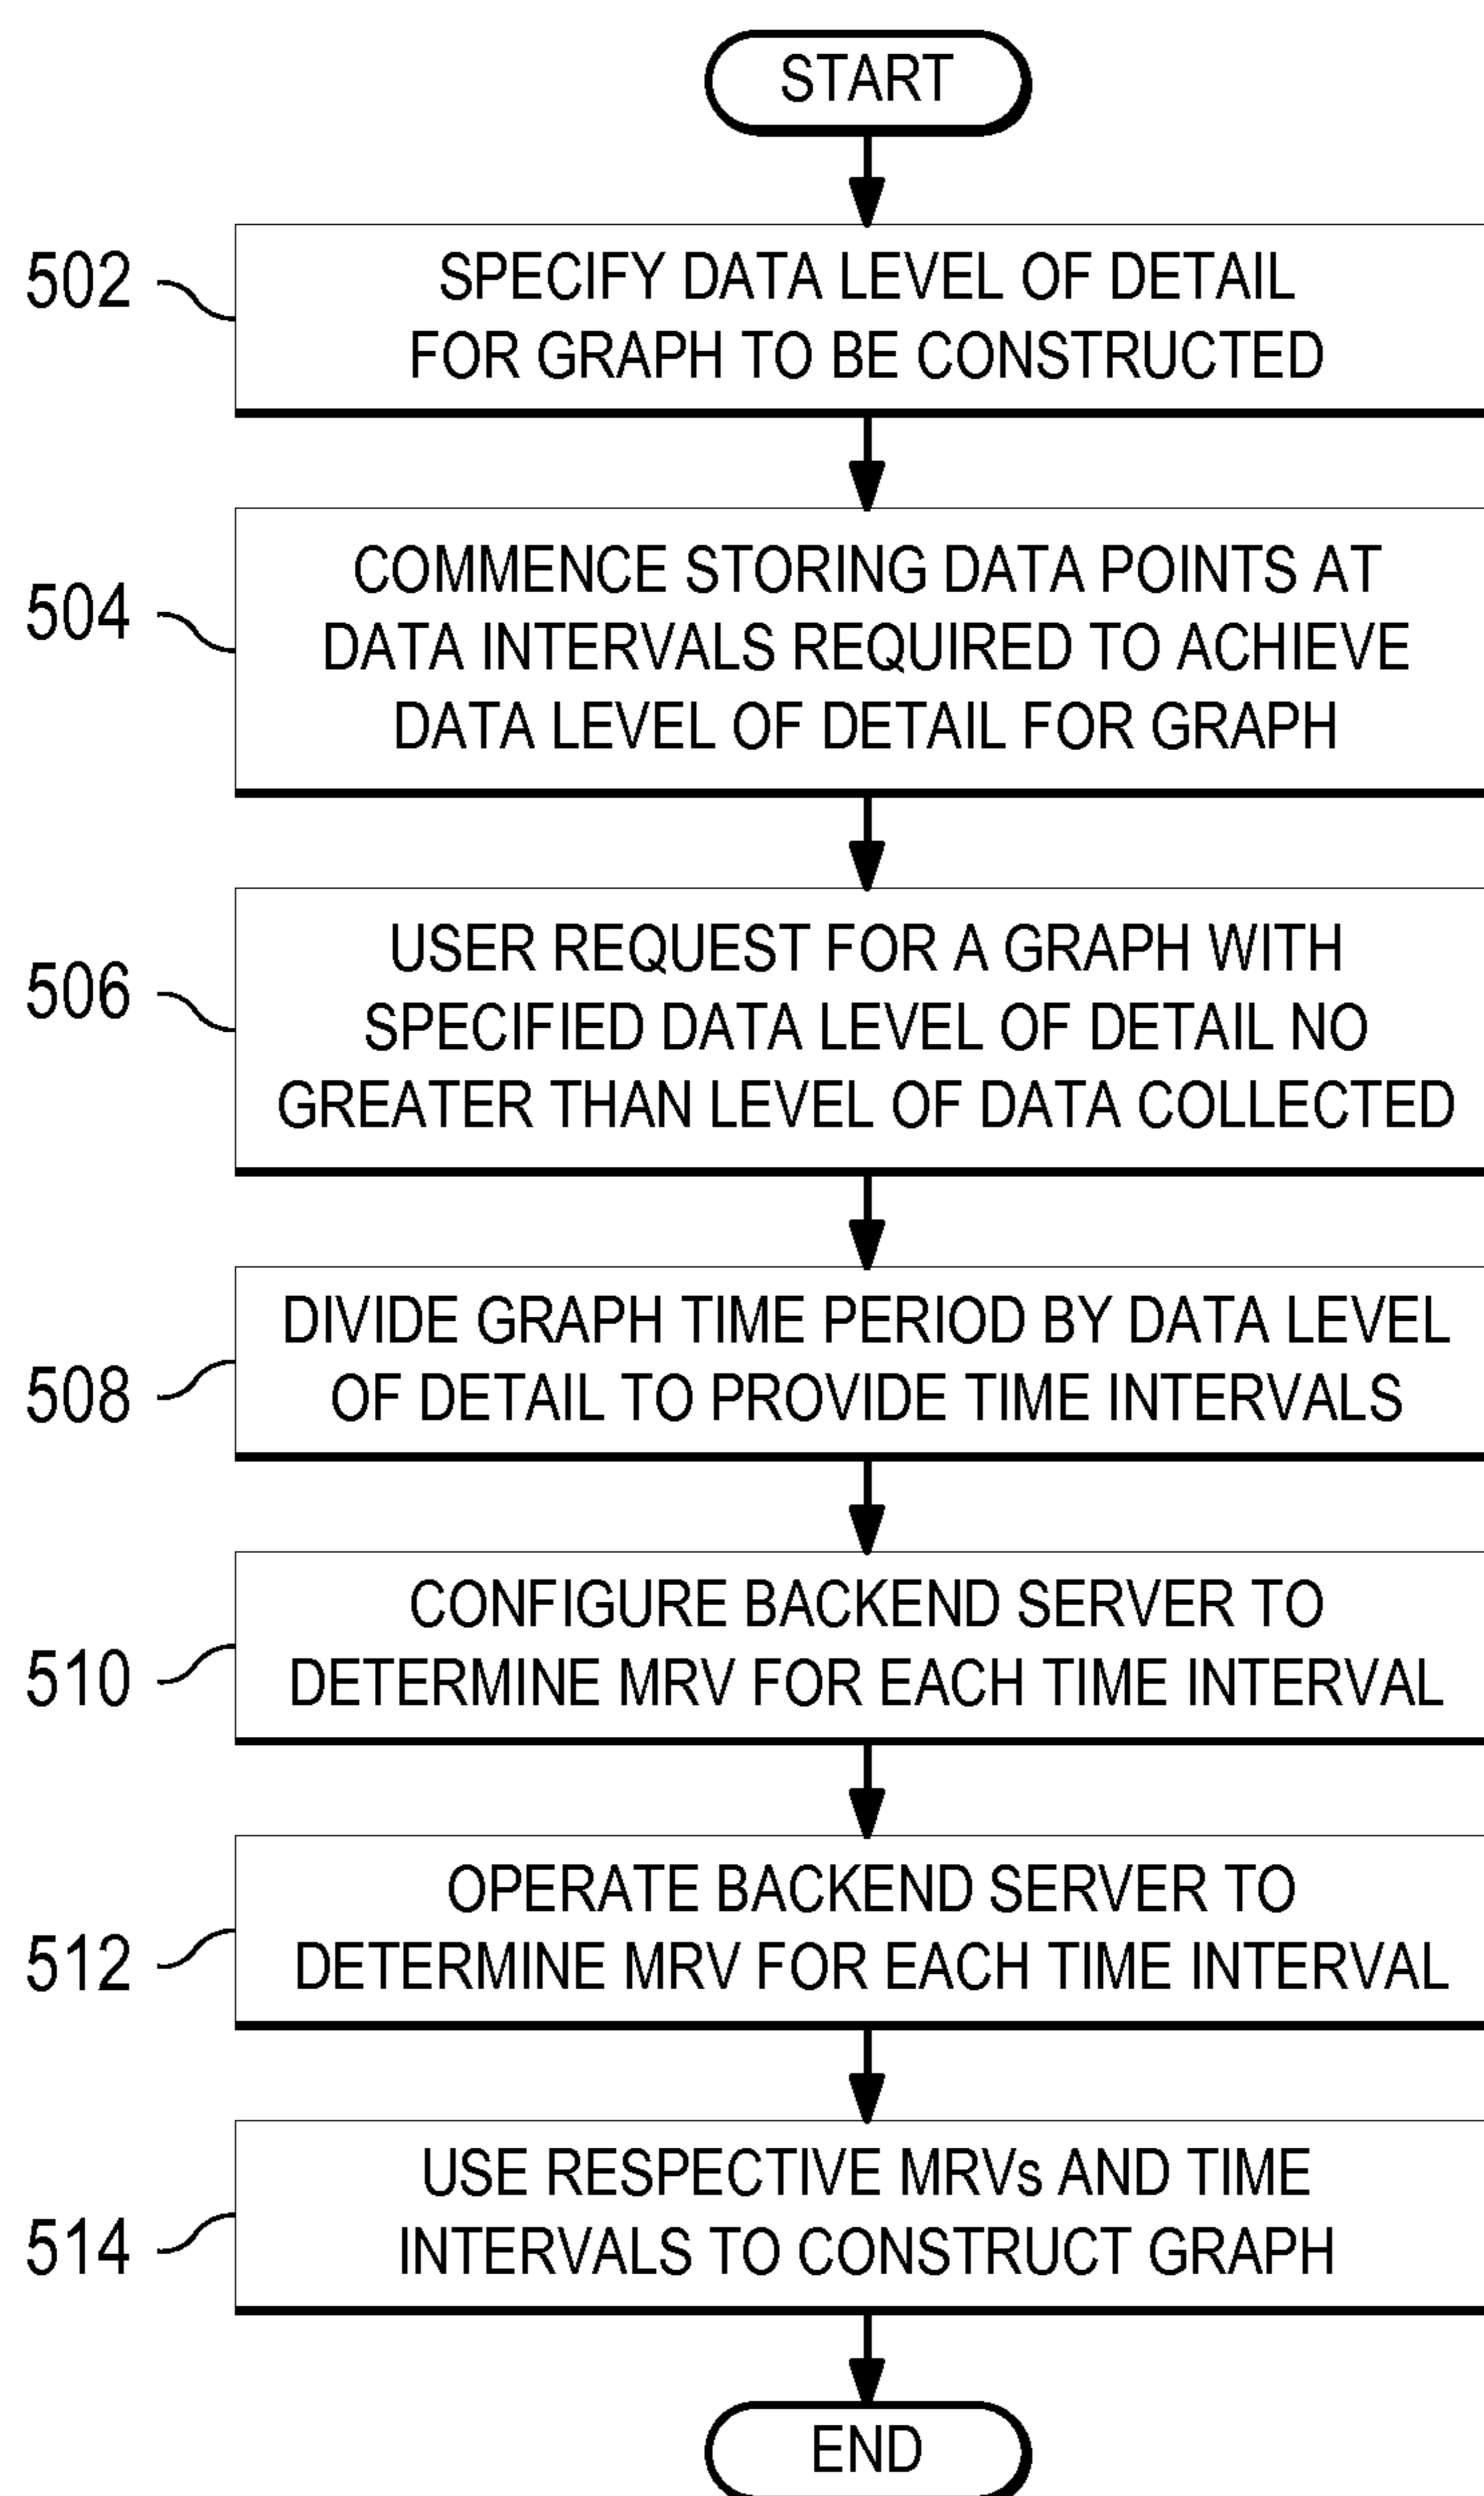 START
502
SPECIFY DATA LEVEL OF DETAIL
FOR GRAPH TO BE CONSTRUCTED
504
COMMENCE STORING DATA POINTS AT
DATA INTERVALS REQUIRED TO ACHIEVE
DATA LEVEL OF DETAIL FOR GRAPH
506
USER REQUEST FOR A GRAPH WITH
SPECIFIED DATA LEVEL OF DETAIL NO
GREATER THAN LEVEL OF DATA COLLECTED
508
DIVIDE GRAPH TIME PERIOD BY DATA LEVEL
OF DETAIL TO PROVIDE TIME INTERVALS
510
CONFIGURE BACKEND SERVER TO
DETERMINE MRV FOR EACH TIME INTERVAL
512
OPERATE BACKEND SERVER TO
DETERMINE MRV FOR EACH TIME INTERVAL
514
USE RESPECTIVE MRVs AND TIME
INTERVALS TO CONSTRUCT GRAPH
END